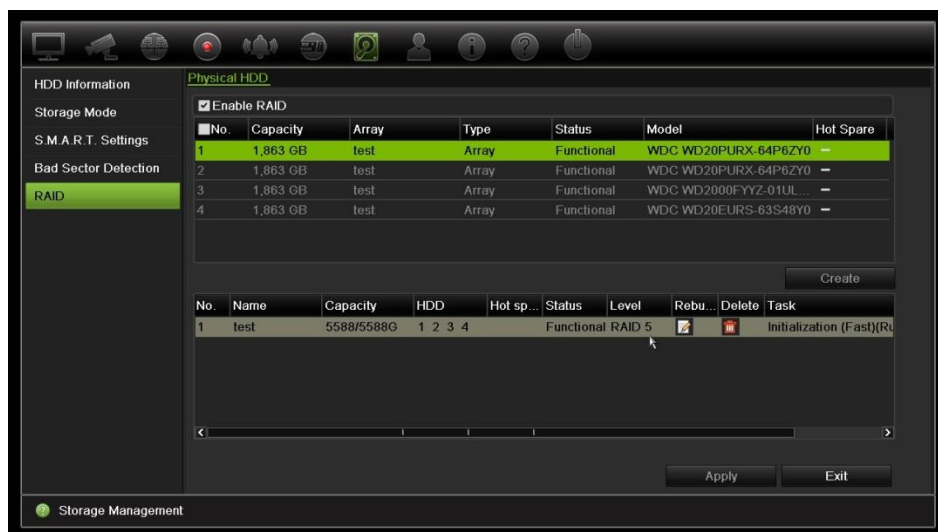 Physical HDD
HDD Information
Storage Mode
S.M.A.R.T. Settings
Bad Sector Detection
RAID
Enable RAID
No. Capacity Array Type Status Model Hot Spare
1 1,863 GB test Array Functional WDC WD20PURX-64P6ZY0 –
2 1,863 GB test Array Functional WDC WD20PURX-64P6ZY0 –
3 1,863 GB test Array Functional WDC WD2000FYYZ-01UL... –
4 1,863 GB test Array Functional WDC WD20EURS-63S48Y0 –
Create
No. Name Capacity HDD Hot sp... Status Level Rebu... Delete Task
1 test 5588/5588G 1 2 3 4 Functional RAID 5 Initialization (Fast)(Ru
Apply Exit
Storage Management